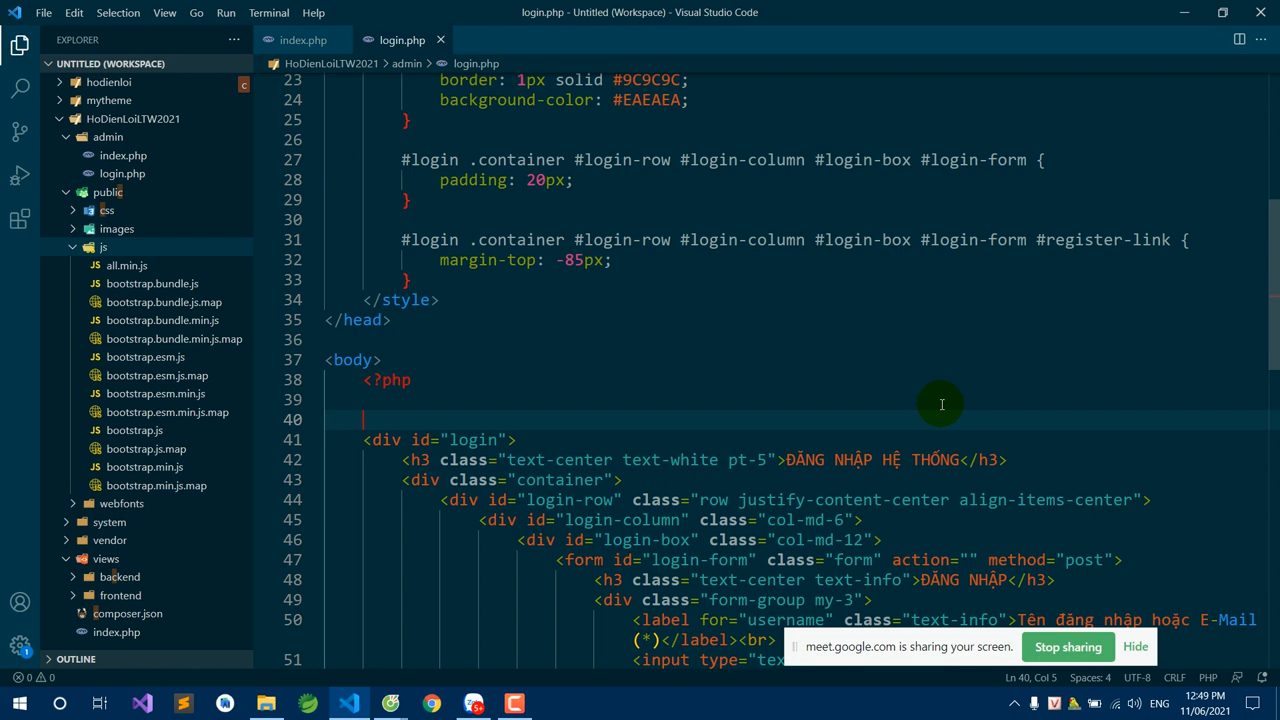 File Edit Selection View Go Run Terminal Help login.php - Untitled (Workspace) - Visual Studio Code
EXPLORER
index.php login.php
UNTITLED (WORKSPACE)
HoDienLoiLTW2021 > admin > login.php
hodienloi
c
mytheme
HoDienLoiLTW2021
admin
index.php
login.php
public
css
images
js
all.min.js
bootstrap.bundle.js
bootstrap.bundle.js.map
bootstrap.bundle.min.js
bootstrap.bundle.min.js.map
bootstrap.esm.js
bootstrap.esm.js.map
bootstrap.esm.min.js
bootstrap.esm.min.js.map
bootstrap.js
bootstrap.js.map
bootstrap.min.js
bootstrap.min.js.map
webfonts
system
vendor
views
backend
frontend
composer.json
index.php
OUTLINE
23 border: 1px solid #9C9C9C;
24 background-color: #EAEAEA;
25 }
26
27 #login .container #login-row #login-column #login-box #login-form {
28 padding: 20px;
29 }
30
31 #login .container #login-row #login-column #login-box #login-form #register-link {
32 margin-top: -85px;
33 }
34 </style>
35 </head>
36
37 <body>
38 <?php
39
40
41 <div id="login">
42 <h3 class="text-center text-white pt-5">ĐĂNG NHẬP HỆ THỐNG</h3>
43 <div class="container">
44 <div id="login-row" class="row justify-content-center align-items-center">
45 <div id="login-column" class="col-md-6">
46 <div id="login-box" class="col-md-12">
47 <form id="login-form" class="form" action="" method="post">
48 <h3 class="text-center text-info">ĐĂNG NHẬP</h3>
49 <div class="form-group my-3">
50 <label for="username" class="text-info">Tên đăng nhập hoặc E-Mail
(*)</label><br>
51 <input type="tex
meet.google.com is sharing your screen. Stop sharing Hide
0 0 Ln 40, Col 5 Spaces: 4 UTF-8 CRLF PHP
1
5+
ENG 12:49 PM
11/06/2021